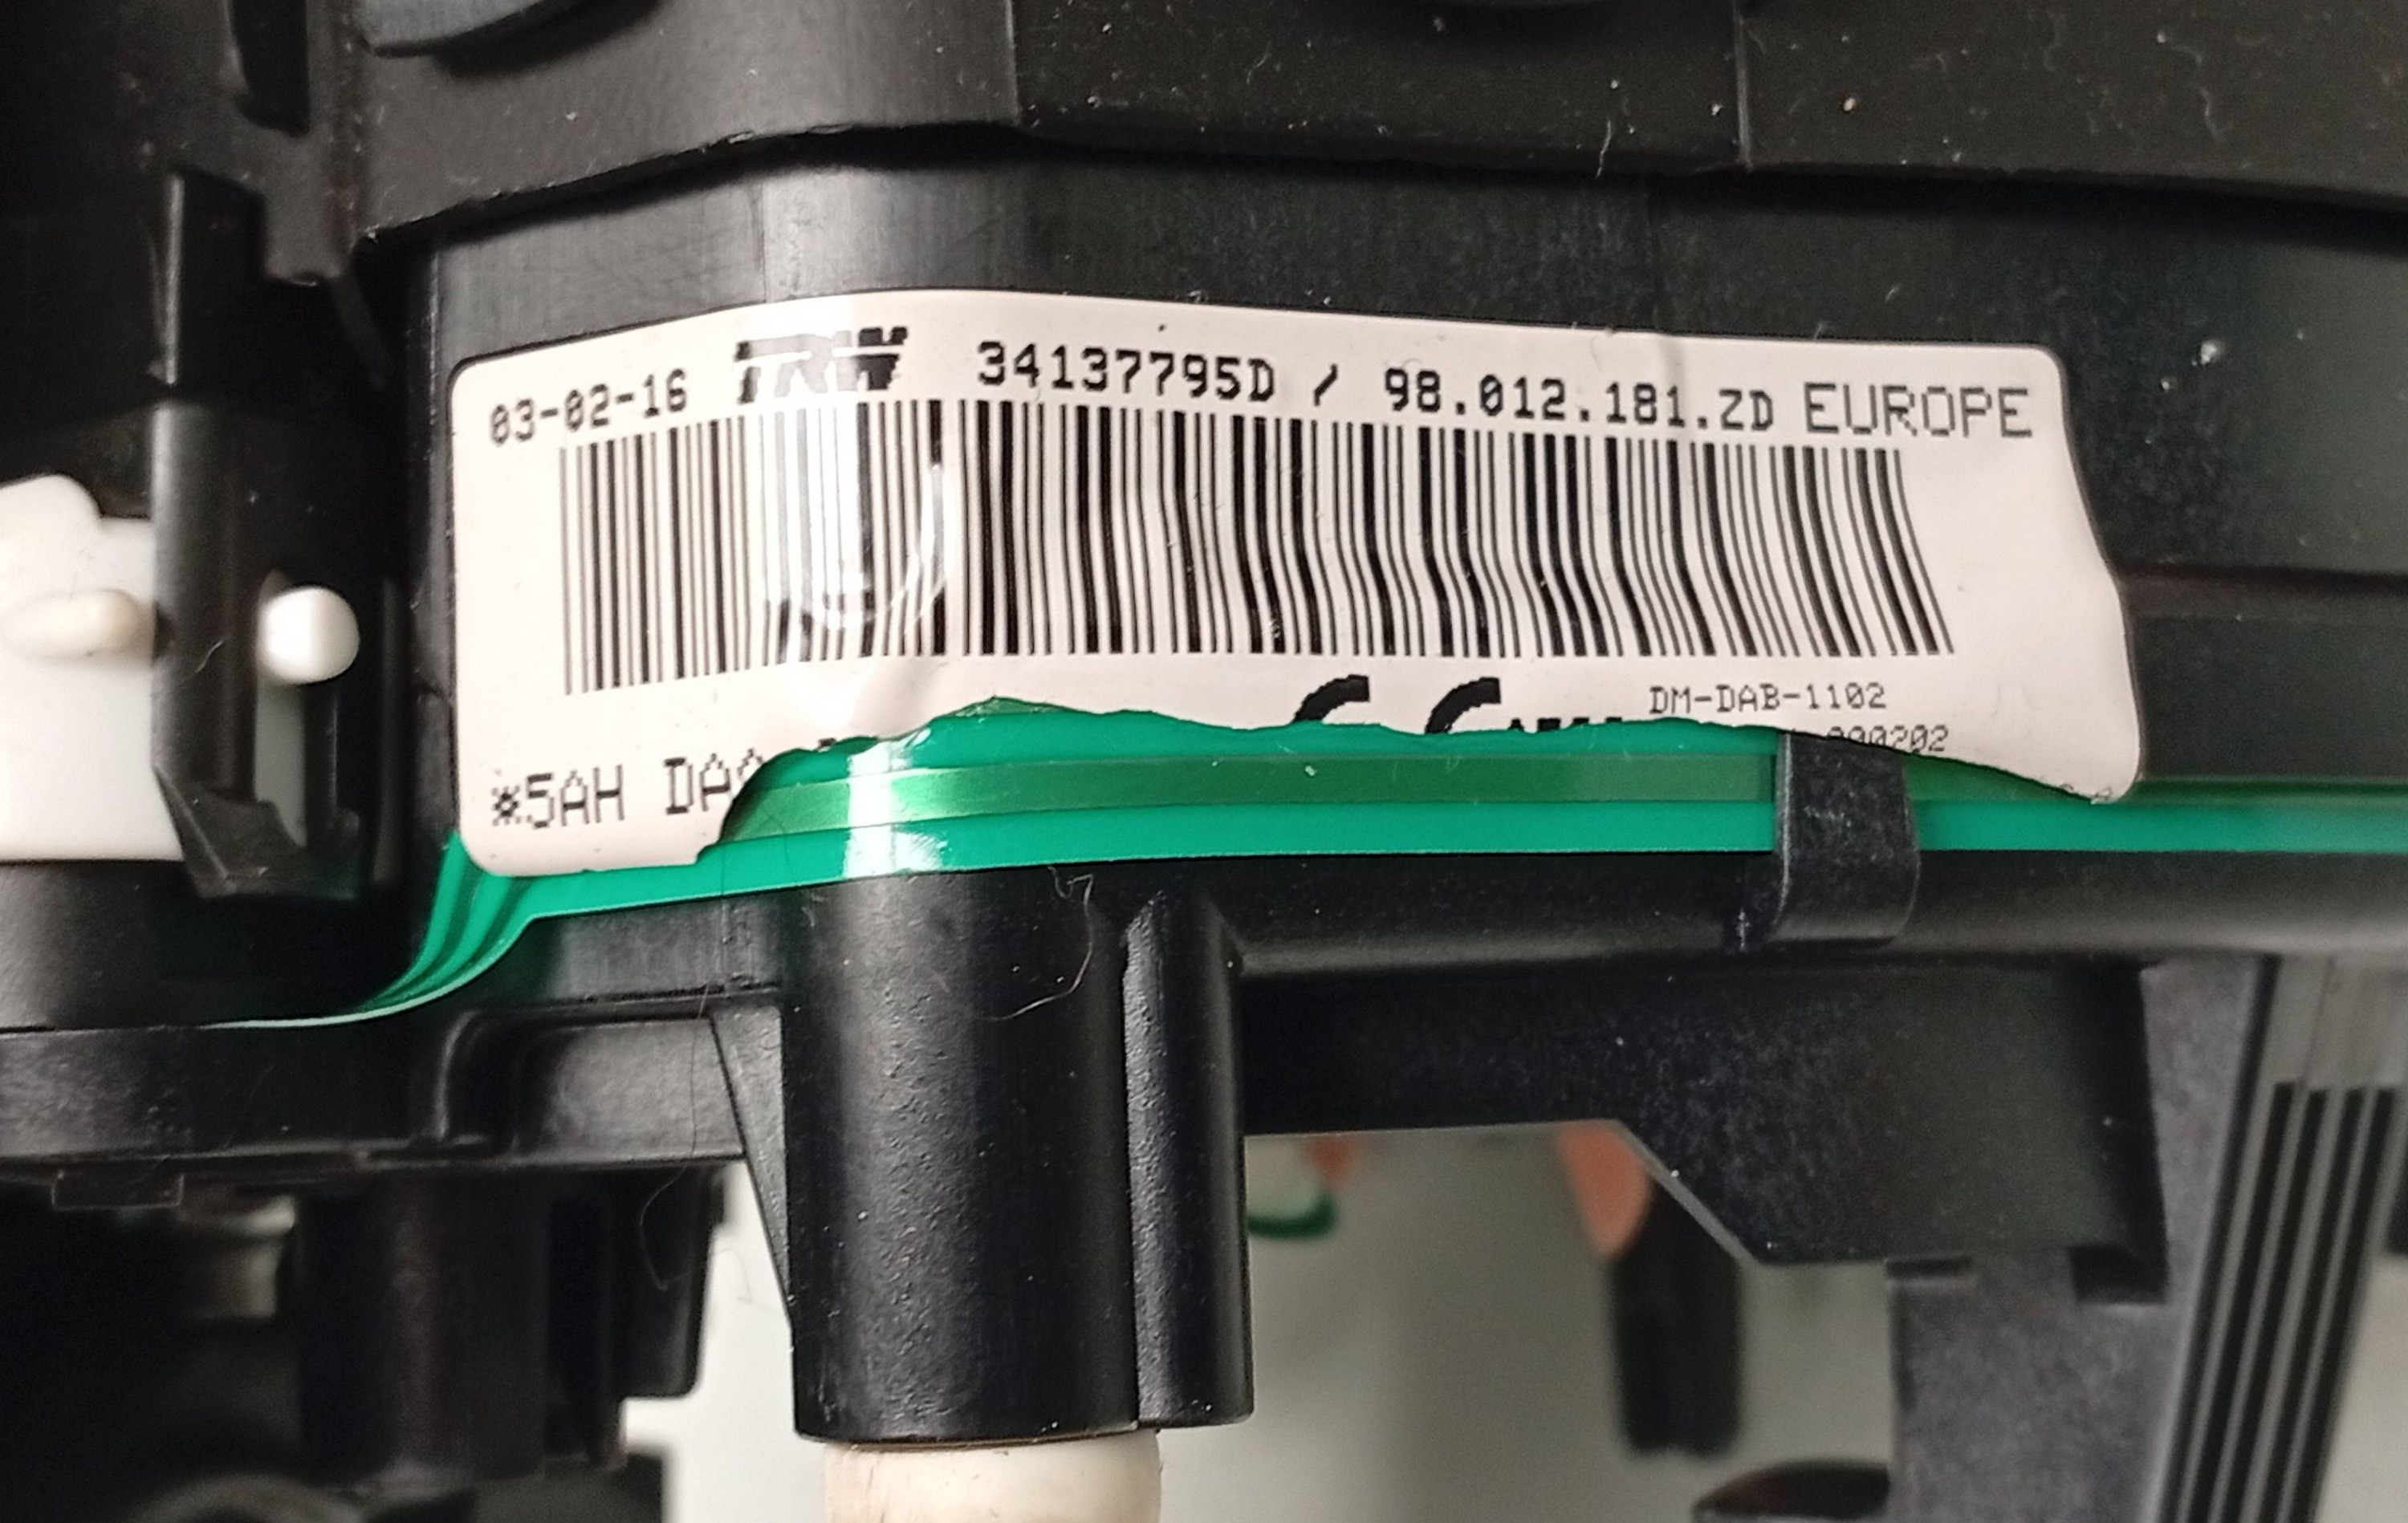 03-02-16 TRW 34137795D / 98.012.181.ZD EUROPE
DM-DAB-1102
*5AH